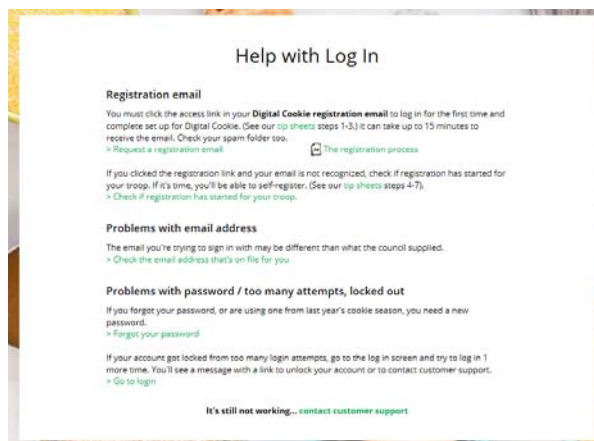 Help with Log In
Registration email
You must click the access link in your Digital Cookie registration email to log in for the first time and
complete set up for Digital Cookie. (See our tip sheets steps 1-3.) it can take up to 15 minutes to
receive the email. Check your spam folder too.
> Request a registration email
The registration process
If you clicked the registration link and your email is not recognized, check if registration has started for
your troop. If it's time, you'll be able to self-register. (See our tip sheets steps 4-7).
> Check if registration has started for your troop.
Problems with email address
The email you're trying to sign in with may be different than what the council supplied.
> Check the email address that's on file for you
Problems with password / too many attempts, locked out
If you forgot your password, or are using one from last year's cookie season, you need a new
password.
> Forgot your password
If your account got locked from too many login attempts, go to the log in screen and try to log in 1
more time. You'll see a message with a link to unlock your account or to contact customer support.
> Go to login
It's still not working... contact customer support